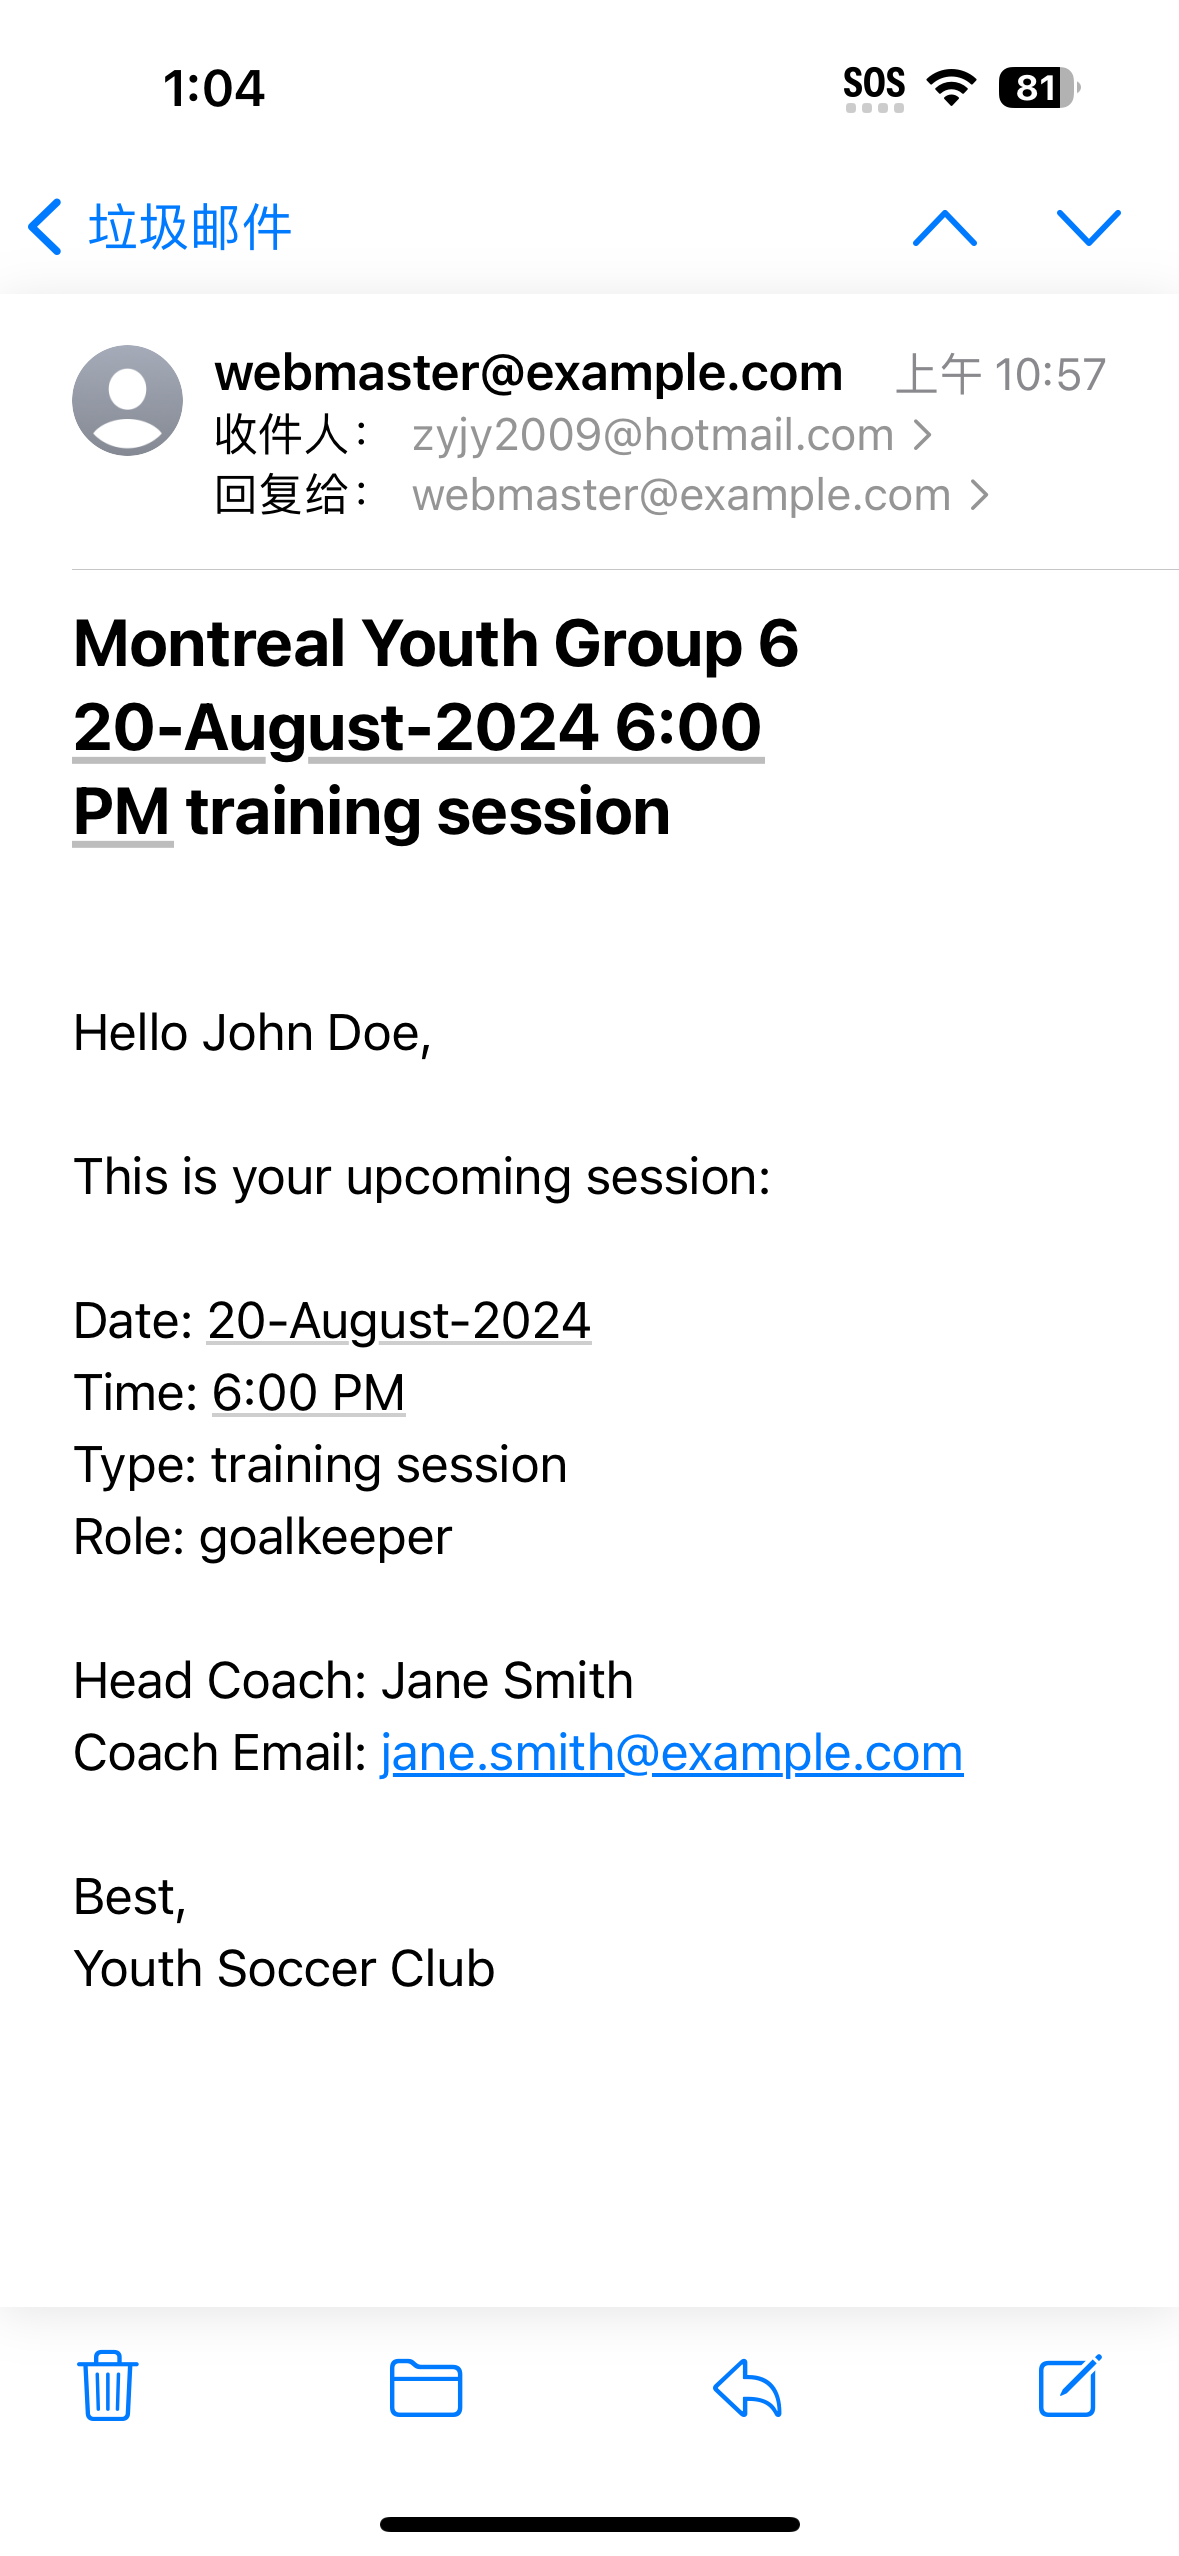 1:04
SOS
81
垃圾邮件
webmaster@example.com 上午 10:57
收件人： zyjy2009@hotmail.com
回复给： webmaster@example.com
Montreal Youth Group 6
20-August-2024 6:00
PM training session
Hello John Doe,
This is your upcoming session:
Date: 20-August-2024
Time: 6:00 PM
Type: training session
Role: goalkeeper
Head Coach: Jane Smith
Coach Email: jane.smith@example.com
Best,
Youth Soccer Club